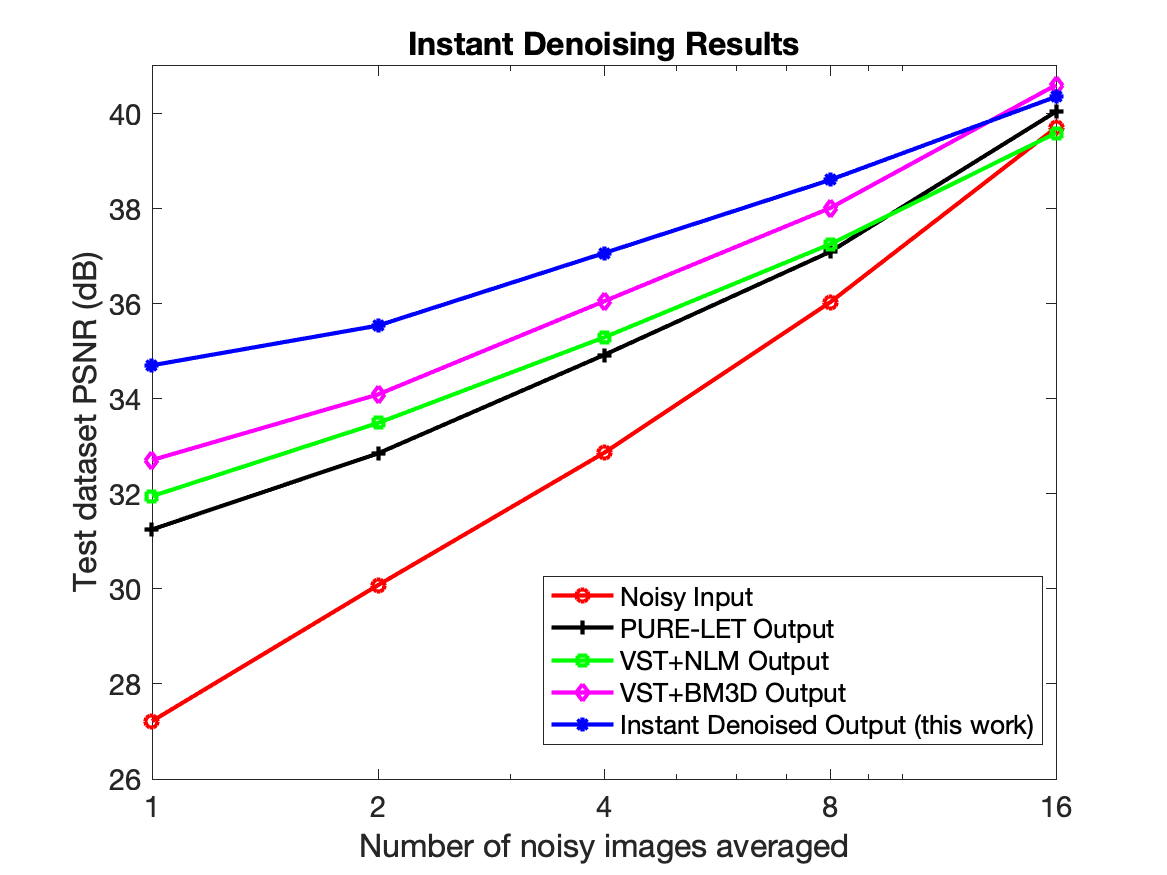 Instant Denoising Results
Test dataset PSNR (dB)
40
38
36
34
32
30
28
26
1 2 4 8 16
Number of noisy images averaged
Noisy Input
PURE-LET Output
VST+NLM Output
VST+BM3D Output
Instant Denoised Output (this work)